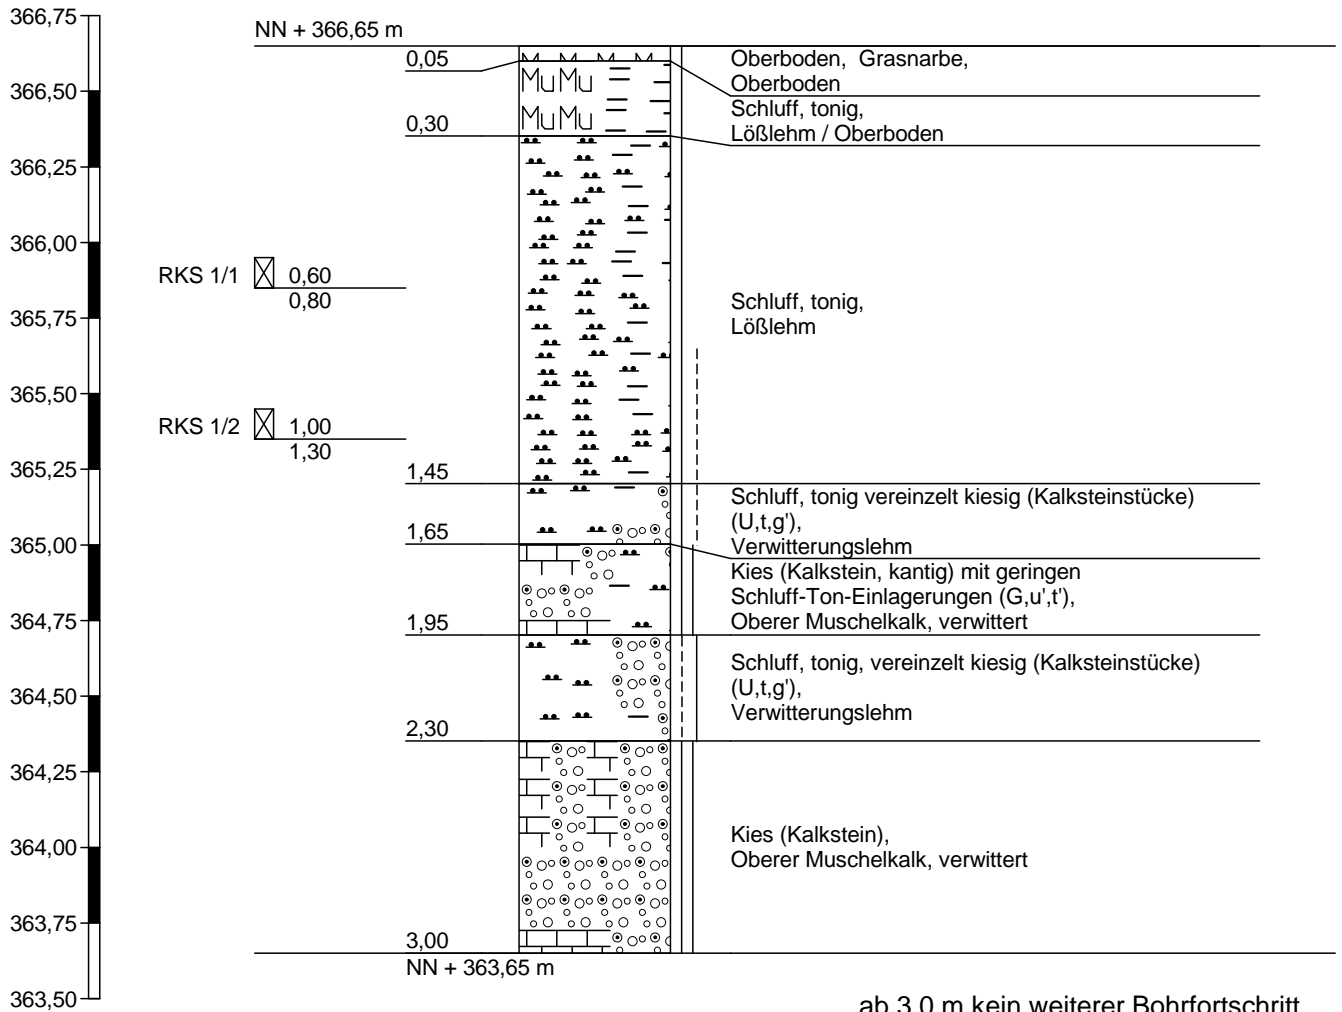 366,75
366,50
366,25
366,00
365,75
365,50
365,25
365,00
364,75
364,50
364,25
364,00
363,75
363,50
NN + 366,65 m
RKS 1/1
0,60
0,80
RKS 1/2
1,00
1,30
0,05
0,30
1,45
1,65
1,95
2,30
3,00
NN + 363,65 m
Mu Mu
Mu Mu
Oberboden, Grasnarbe,
Oberboden
Schluff, tonig,
Lößlehm / Oberboden
Schluff, tonig,
Lößlehm
Schluff, tonig vereinzelt kiesig (Kalksteinstücke)
(U,t,g'),
Verwitterungslehm
Kies (Kalkstein, kantig) mit geringen
Schluff-Ton-Einlagerungen (G,u',t'),
Oberer Muschelkalk, verwittert
Schluff, tonig, vereinzelt kiesig (Kalksteinstücke)
(U,t,g'),
Verwitterungslehm
Kies (Kalkstein),
Oberer Muschelkalk, verwittert
ab 3,0 m kein weiterer Bohrfortschritt